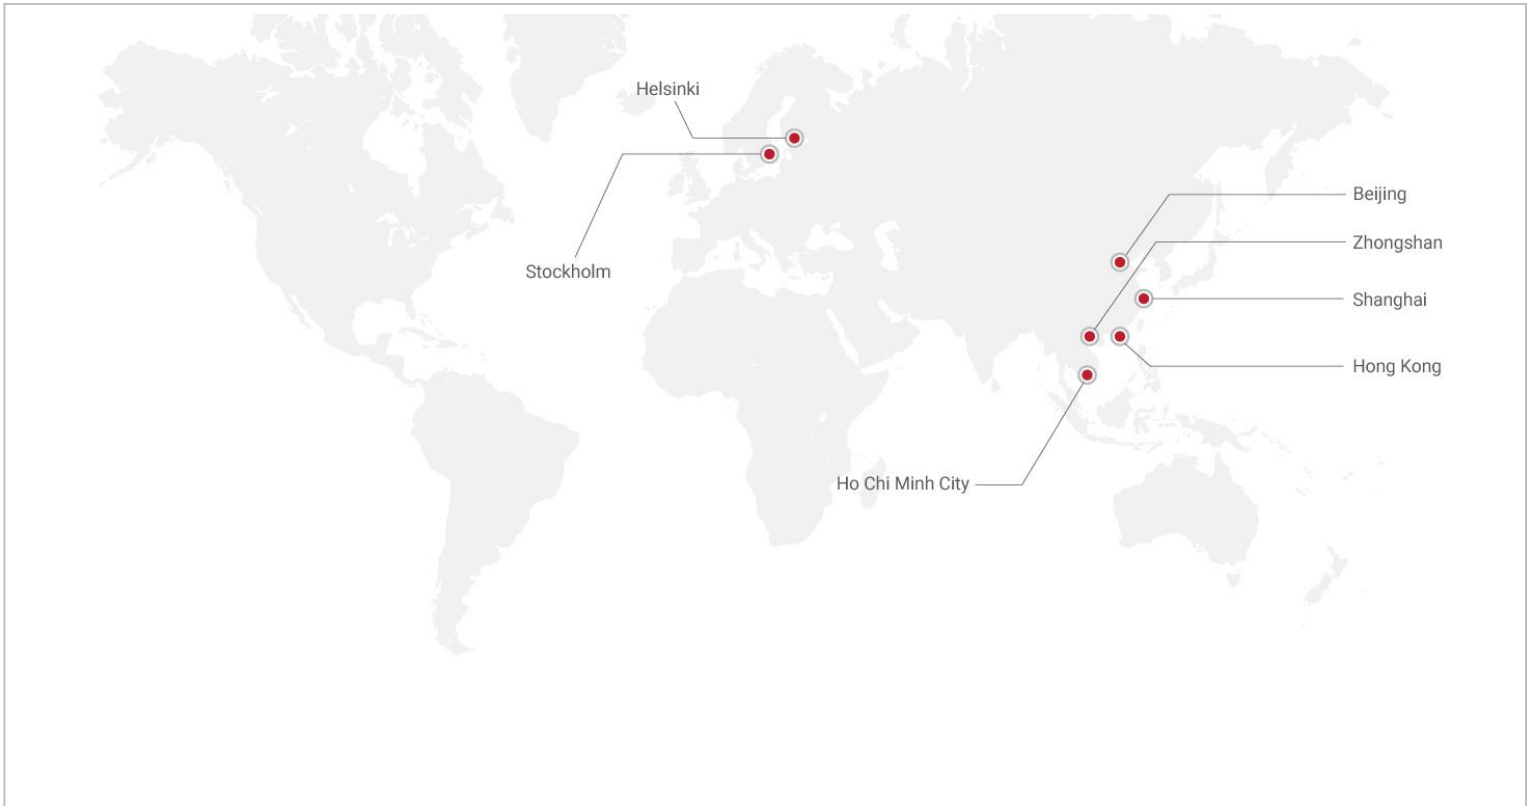 Helsinki
Beijing
Zhongshan
Stockholm
Shanghai
Hong Kong
Ho Chi Minh City